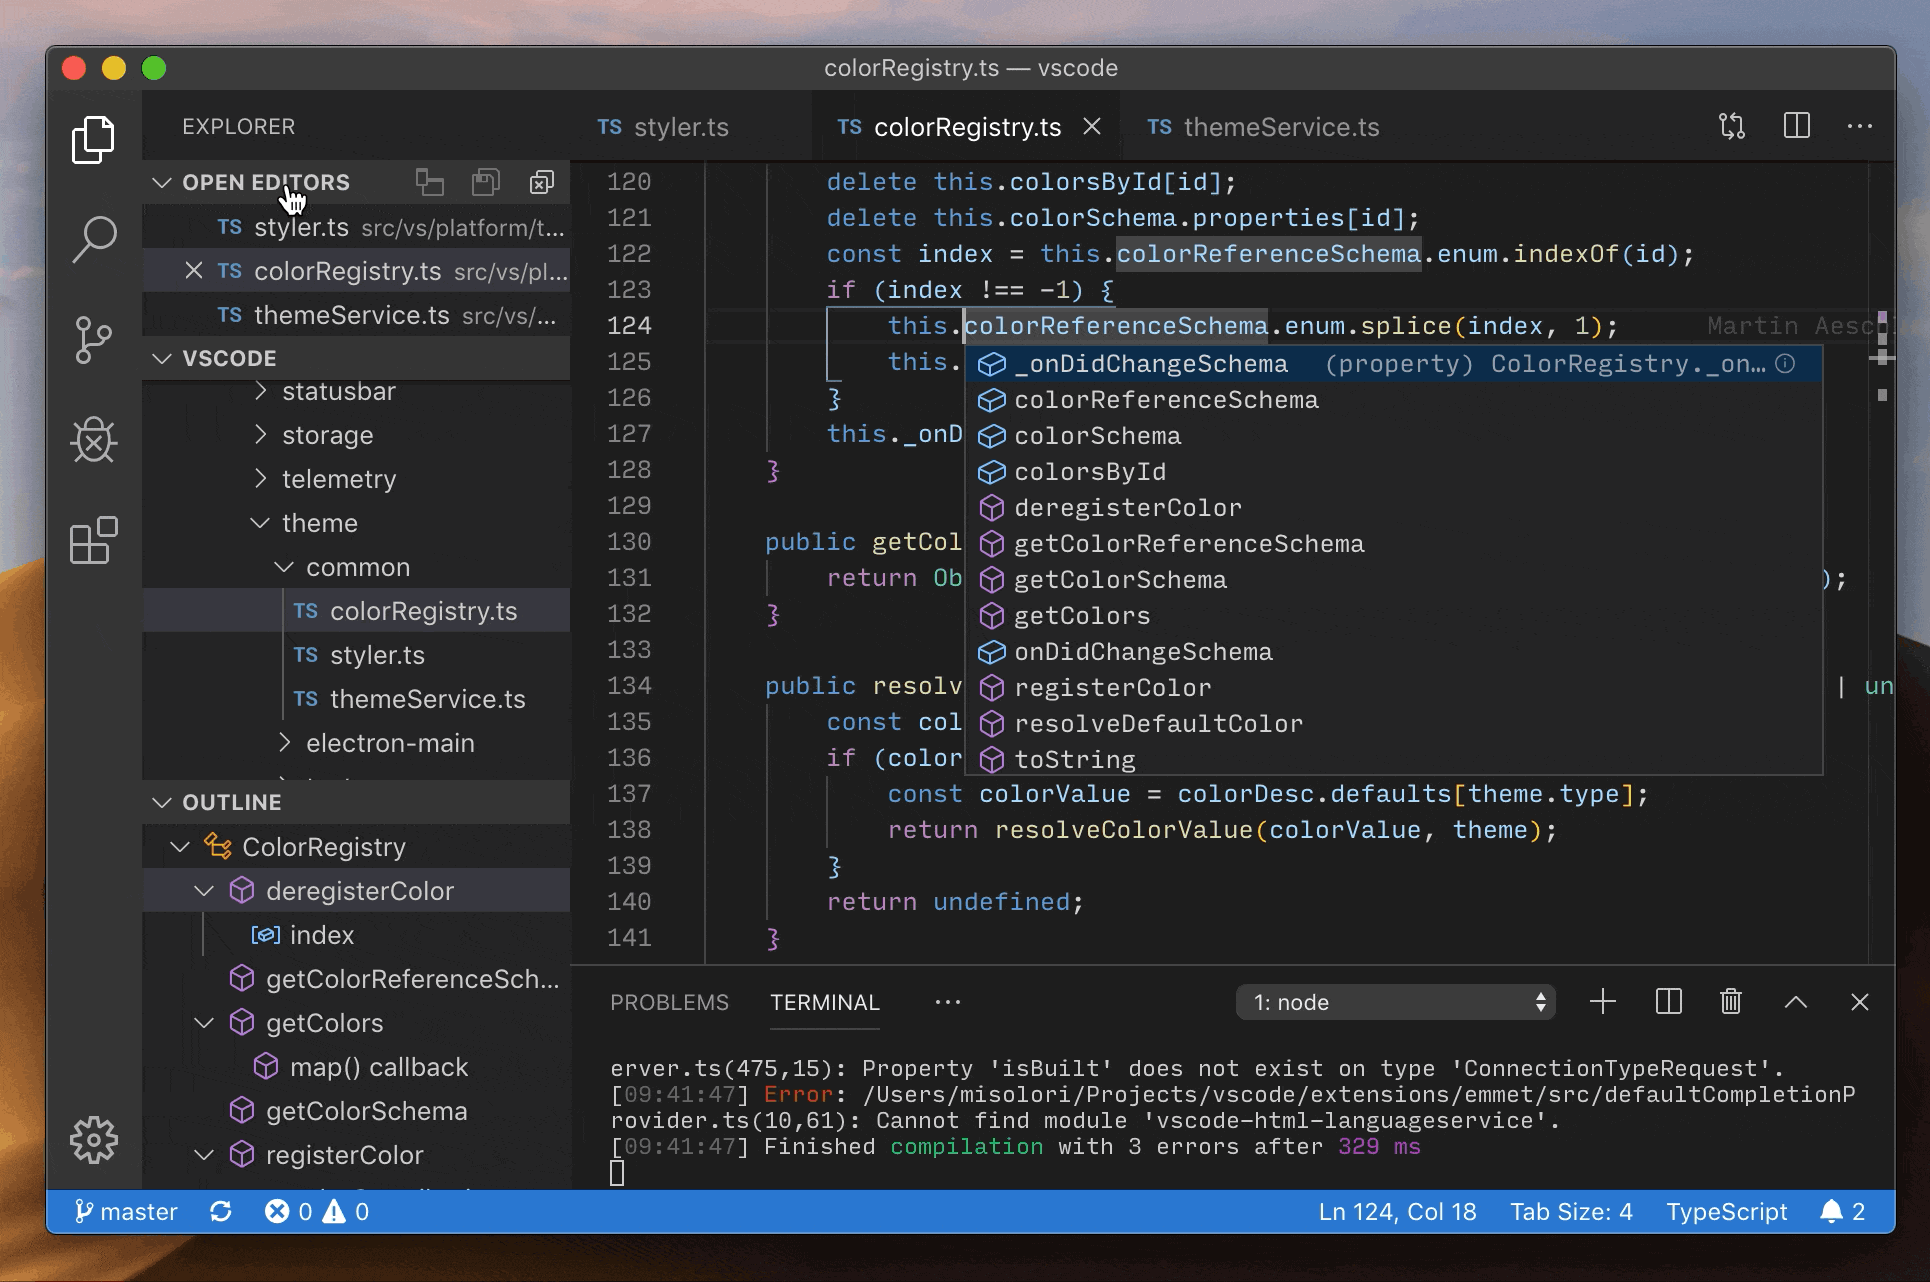 colorRegistry.ts — vscode
EXPLORER
TS styler.ts
TS colorRegistry.ts
TS themeService.ts
OPEN EDITORS
TS styler.ts src/vs/platform/t...
TS colorRegistry.ts src/vs/pl...
TS themeService.ts src/vs/...
VSCODE
statusbar
storage
telemetry
theme
common
TS colorRegistry.ts
TS styler.ts
TS themeService.ts
electron-main
OUTLINE
ColorRegistry
deregisterColor
index
getColorReferenceSch...
getColors
map() callback
getColorSchema
registerColor
120 delete this.colorsById[id];
121 delete this.colorSchema.properties[id];
122 const index = this.colorReferenceSchema.enum.indexOf(id);
123 if (index !== -1) {
124 this.colorReferenceSchema.enum.splice(index, 1); Martin
125 this.
126 }
127 this._onD
128 }
129
130 public getCol
131 return Ob );
132 }
133
134 public resolv | un
135 const col
136 if (color
137 const colorValue = colorDesc.defaults[theme.type];
138 return resolveColorValue(colorValue, theme);
139 }
140 return undefined;
141 }
_onDidChangeSchema (property) ColorRegistry._on...
colorReferenceSchema
colorSchema
colorsById
deregisterColor
getColorReferenceSchema
getColorSchema
getColors
onDidChangeSchema
registerColor
resolveDefaultColor
toString
PROBLEMS TERMINAL ... 1: node
erver.ts(475,15): Property 'isBuilt' does not exist on type 'ConnectionTypeRequest'.
[09:41:47] Error: /Users/misolori/Projects/vscode/extensions/emmet/src/defaultCompletionP
rovider.ts(10,61): Cannot find module 'vscode-html-languageservice'.
[09:41:47] Finished compilation with 3 errors after 329 ms
master 0 0 Ln 124, Col 18 Tab Size: 4 TypeScript 2